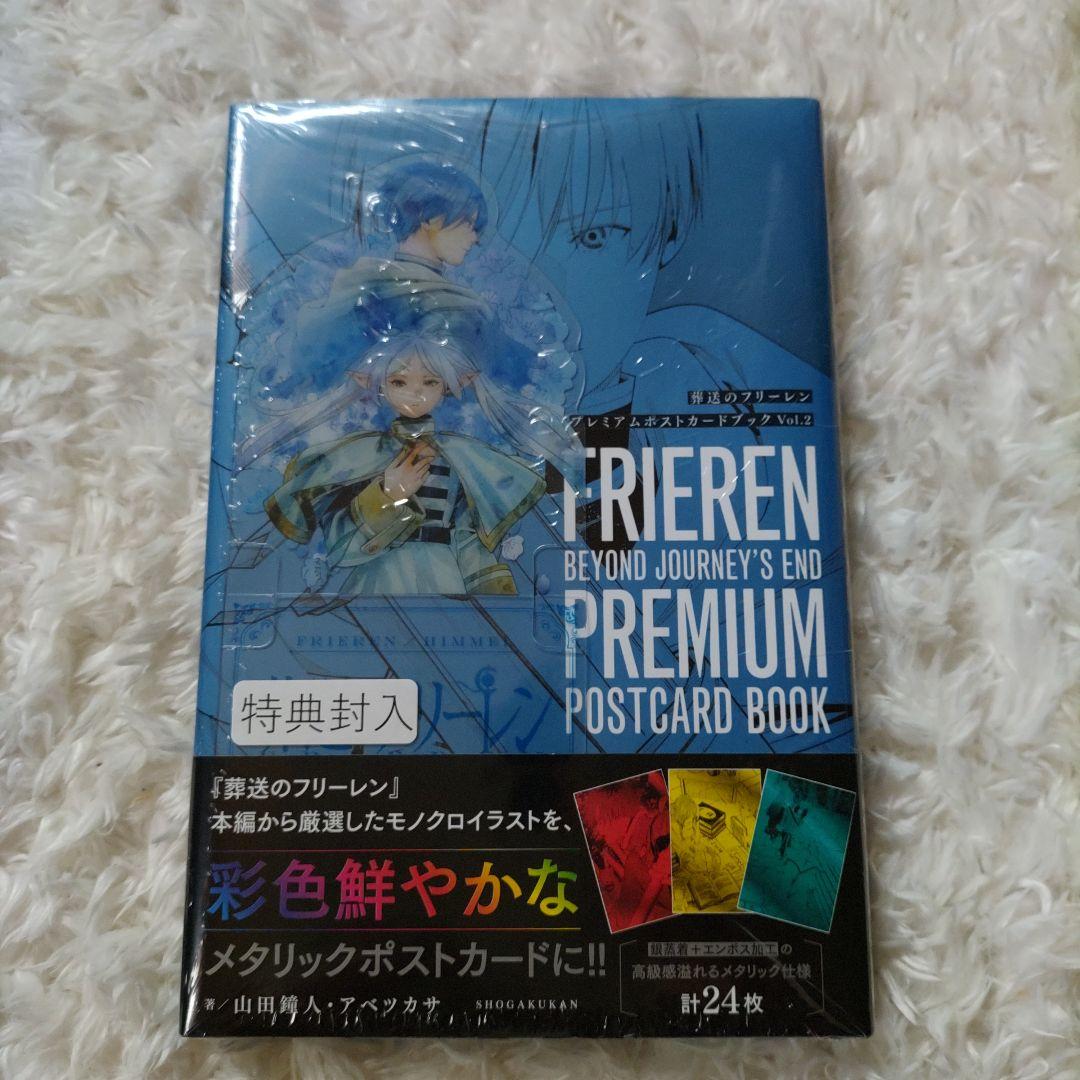 葬送のフリーレン
プレミアムポストカードブック Vol.2
FRIEREN
BEYOND JOURNEY'S END
PREMIUM
POSTCARD BOOK
FRIEREN / HIMMEL
リーレン
特典封入
『葬送のフリーレン』
本編から厳選したモノクロイラストを、
彩色鮮やかな
メタリックポストカードに!!
著/山田鐘人・アベツカサ SHOGAKUKAN
銀蒸着+エンボス加工の
高級感溢れるメタリック仕様
計24枚